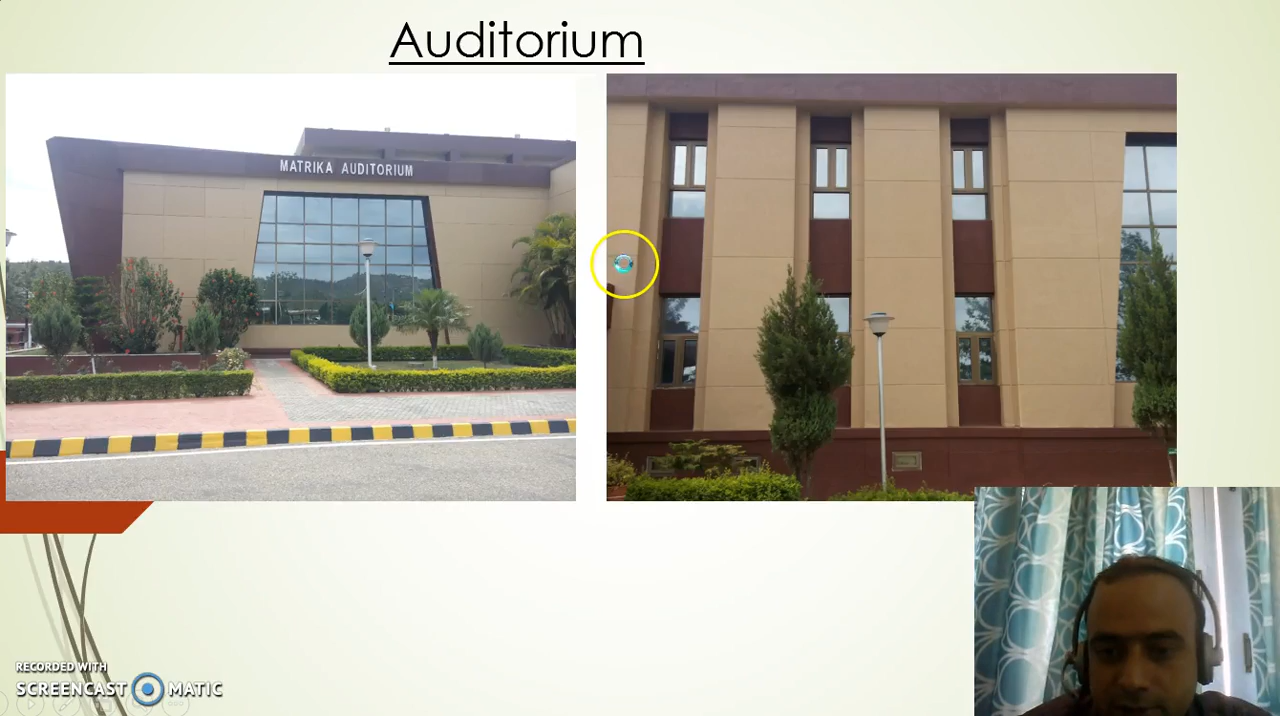 Auditorium
MATRIKA AUDITORIUM
RECORDED WITH
SCREENCAST MATIC